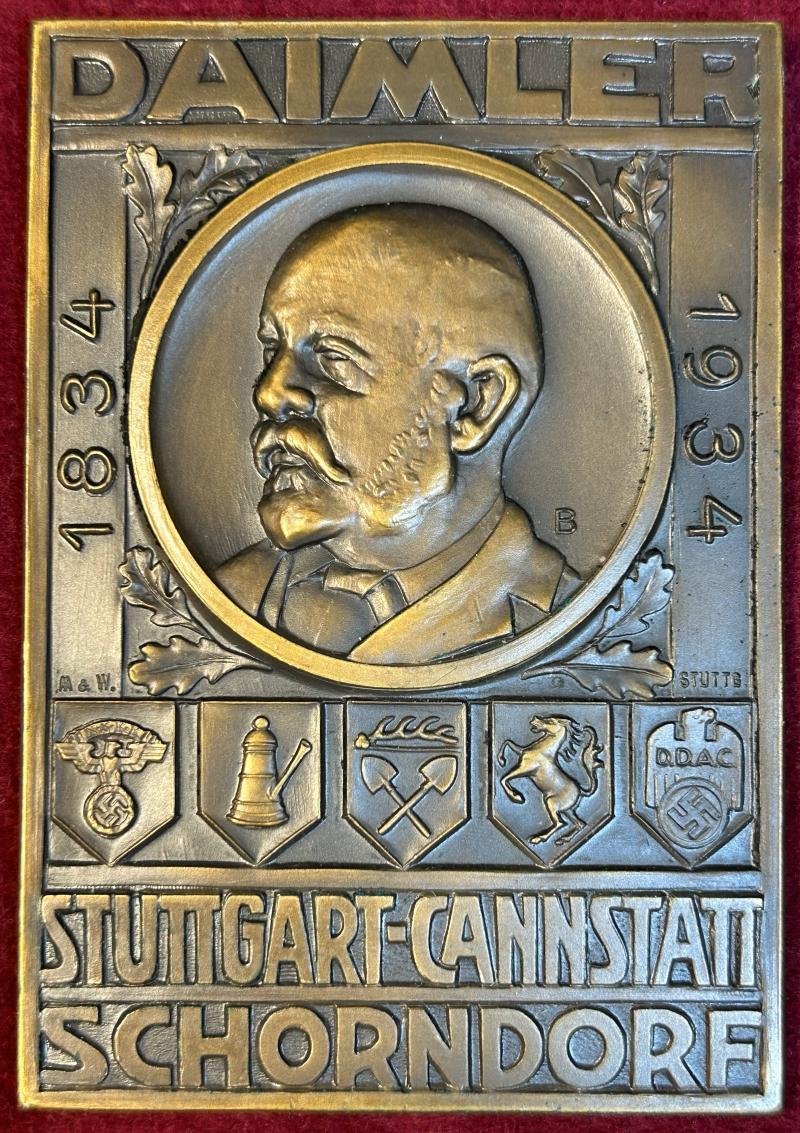 DAIMLER
1834
1934
B
M & W.
STUTTG
D.D.A.C.
STUTTGART-CANNSTATT
SCHORNDORF